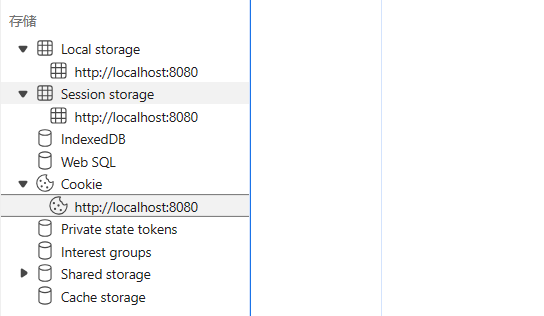 存储
Local storage
http://localhost:8080
Session storage
http://localhost:8080
IndexedDB
Web SQL
Cookie
http://localhost:8080
Private state tokens
Interest groups
Shared storage
Cache storage